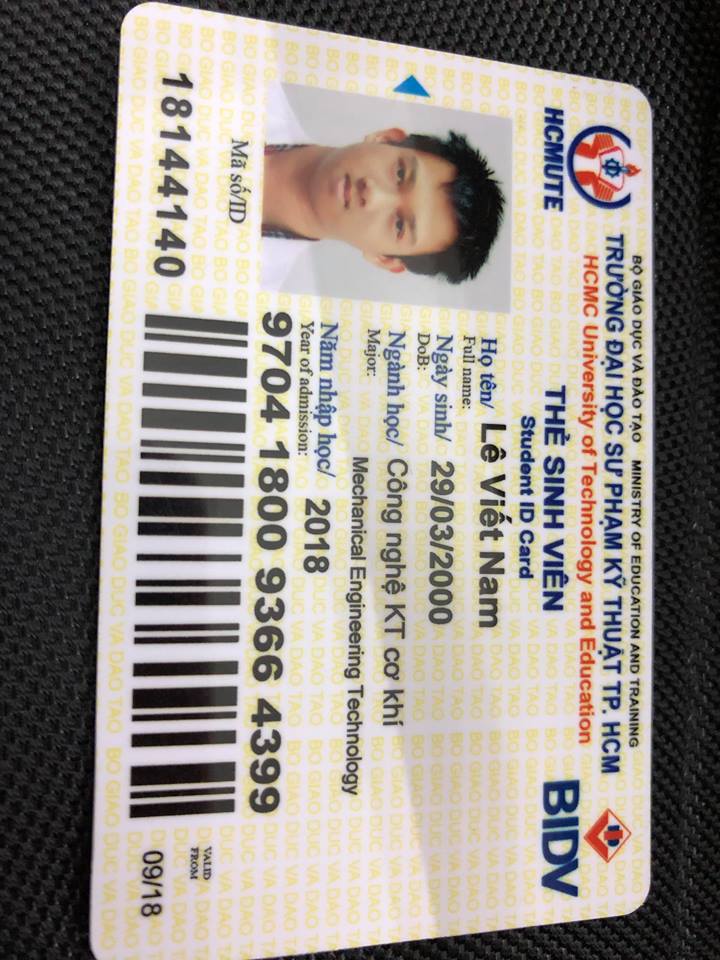 BỘ GIÁO DỤC VÀ ĐÀO TẠO MINISTRY OF EDUCATION AND TRAINING
TRƯỜNG ĐẠI HỌC SƯ PHẠM KỸ THUẬT TP. HCM
HCMC University of Technology and Education
HCMUTE
BIDV
THẺ SINH VIÊN
Student ID Card
Họ tên/ Lê Viết Nam
Full name:
Ngày sinh/ 29/03/2000
DoB:
Ngành học/ Công nghệ KT cơ khí
Major: Mechanical Engineering Technology
Năm nhập học/ 2018
Year of admission:
Mã số/ID
9704 1800 9366 4399
18144140
VALID
FROM
09/18